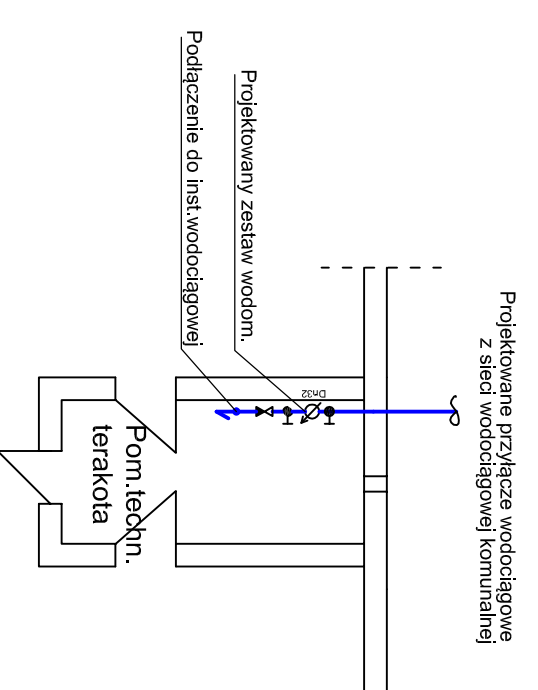 Projektowane przyłącze wodociągowe
z sieci wodociągowej komunalnej
Projektowany zestaw wodom.
Podłączenie do inst.wodociągowej
Dn32
Pom.techn.
terakota